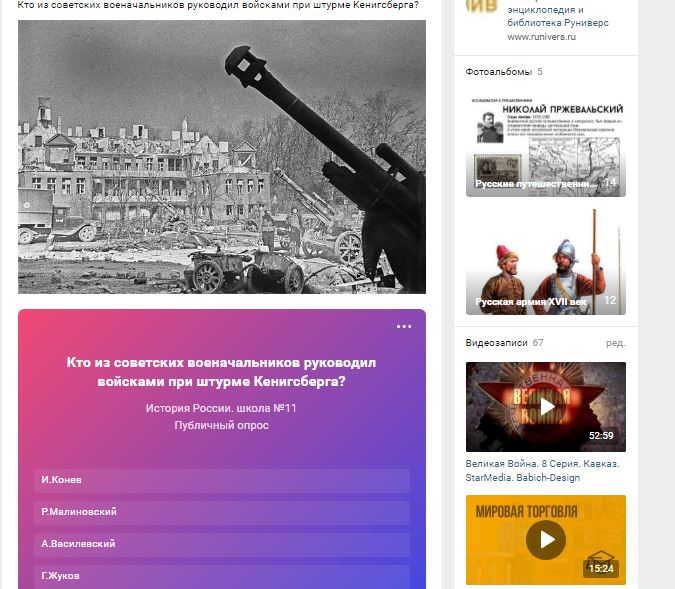 Кто из советских военачальников руководил войсками при штурме Кенигсберга?
Кто из советских военачальников руководил
войсками при штурме Кенигсберга?
История России. школа №11
Публичный опрос
И.Конев
Р.Малиновский
А.Василевский
Г.Жуков
энциклопедия и
библиотека Руниверс
www.runivers.ru
Фотоальбомы 5
НИКОЛАЙ ПРЖЕВАЛЬСКИЙ
Русские путешественни... 14
Русская армия XVII век 12
Видеозаписи 67 ред.
ВЕЛИКАЯ
ВОЙНА
52:59
Великая Война. 8 Серия. Кавказ.
StarMedia. Babich-Design
МИРОВАЯ ТОРГОВЛЯ
15:24